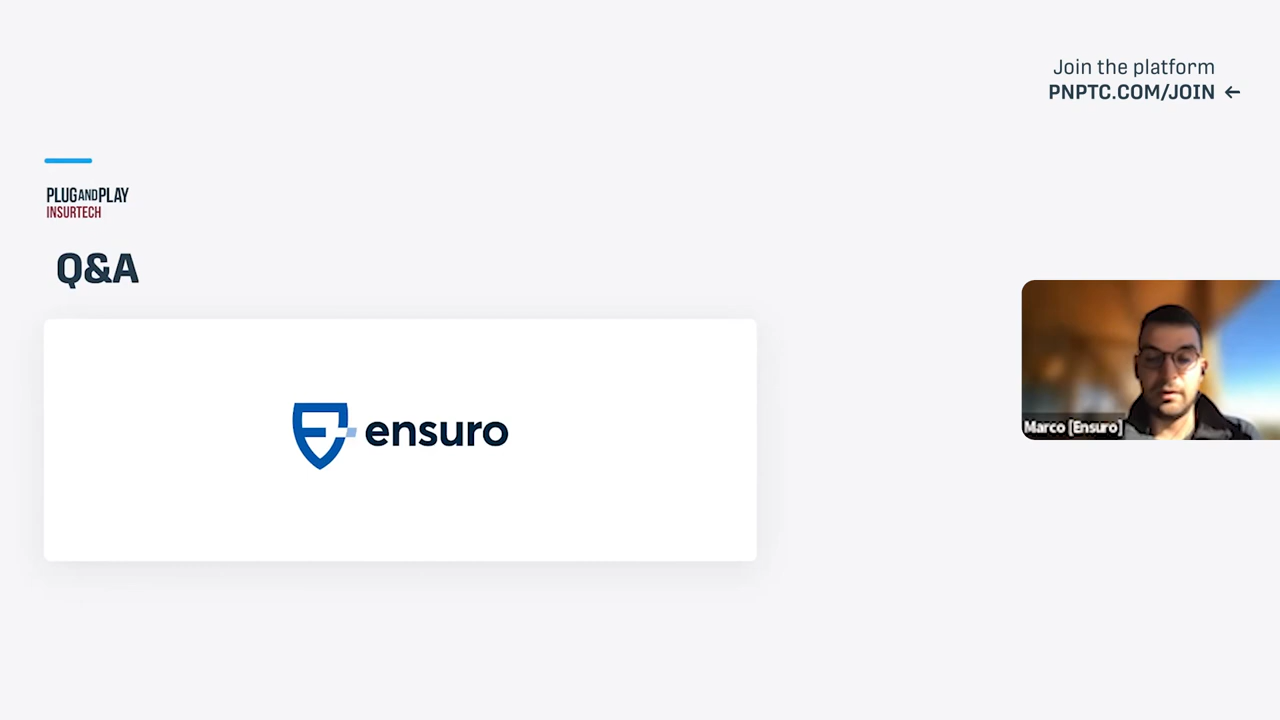 Join the platform
PNPTC.COM/JOIN ←
PLUGANDPLAY
INSURTECH
Q&A
ensuro
Marco [Ensuro]